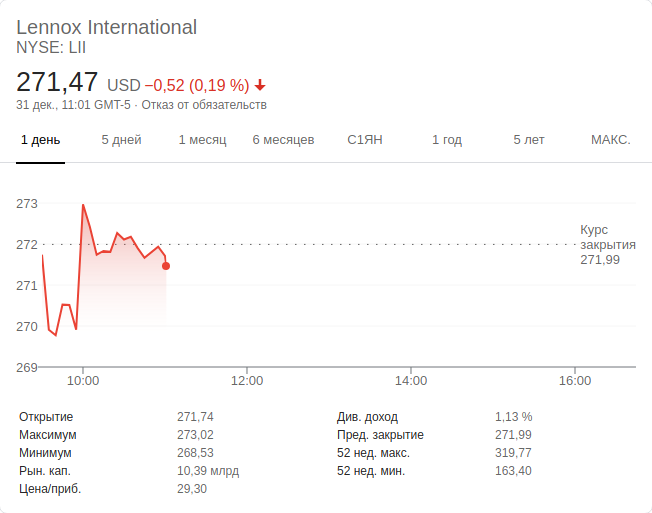 Lennox International
NYSE: LII
271,47 USD −0,52 (0,19 %)
31 дек., 11:01 GMT-5 · Отказ от обязательств
1 день 5 дней 1 месяц 6 месяцев С1ЯН 1 год 5 лет МАКС.
273
272
271
270
269
Курс
закрытия
271,99
10:00 12:00 14:00 16:00
Открытие 271,74 Див. доход 1,13 %
Максимум 273,02 Пред. закрытие 271,99
Минимум 268,53 52 нед. макс. 319,77
Рын. кап. 10,39 млрд 52 нед. мин. 163,40
Цена/приб. 29,30